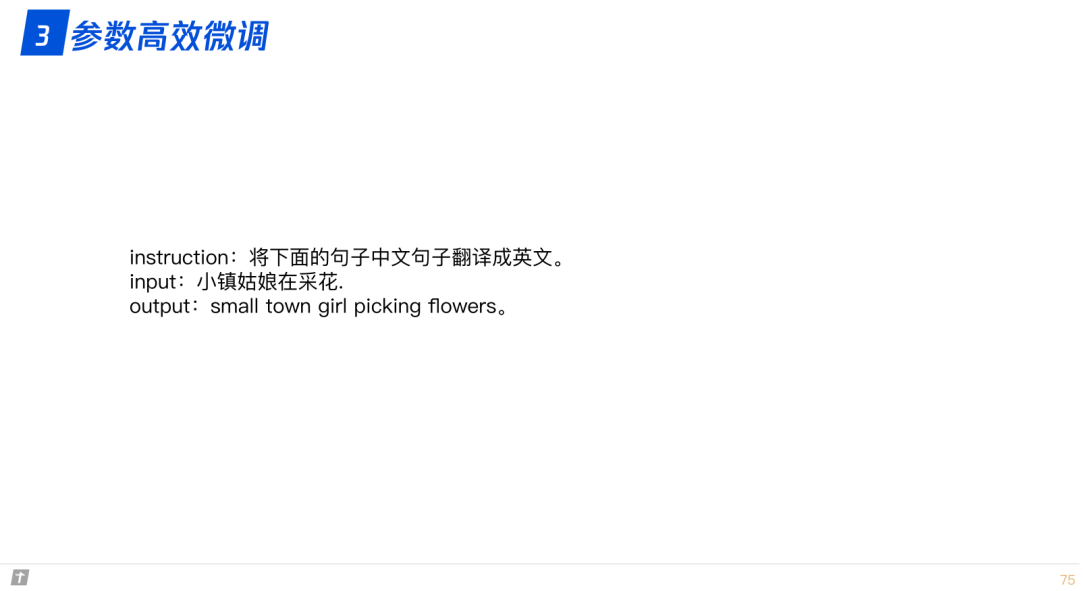 3 参数高效微调
instruction：将下面的句子中文句子翻译成英文。
input：小镇姑娘在采花.
output：small town girl picking flowers。
75